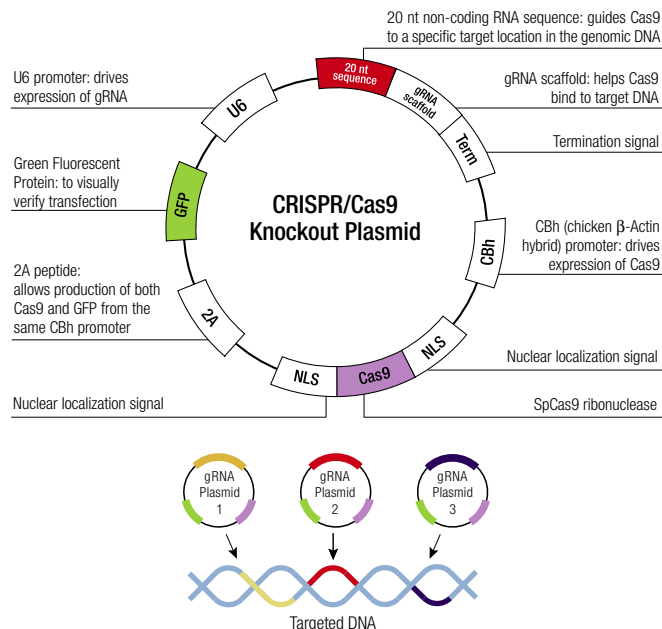 20 nt non-coding RNA sequence: guides Cas9
to a specific target location in the genomic DNA
20 nt
sequence
U6 promoter: drives
expression of gRNA
U6
gRNA
scaffold
gRNA scaffold: helps Cas9
bind to target DNA
Term
Termination signal
Green Fluorescent
Protein: to visually
verify transfection
GFP
CRISPR/Cas9
Knockout Plasmid
CBh
CBh (chicken β-Actin
hybrid) promoter: drives
expression of Cas9
2A peptide:
allows production of both
Cas9 and GFP from the
same CBh promoter
2A
NLS
Cas9
NLS
Nuclear localization signal
Nuclear localization signal
SpCas9 ribonuclease
gRNA
Plasmid
1
gRNA
Plasmid
2
gRNA
Plasmid
3
Targeted DNA